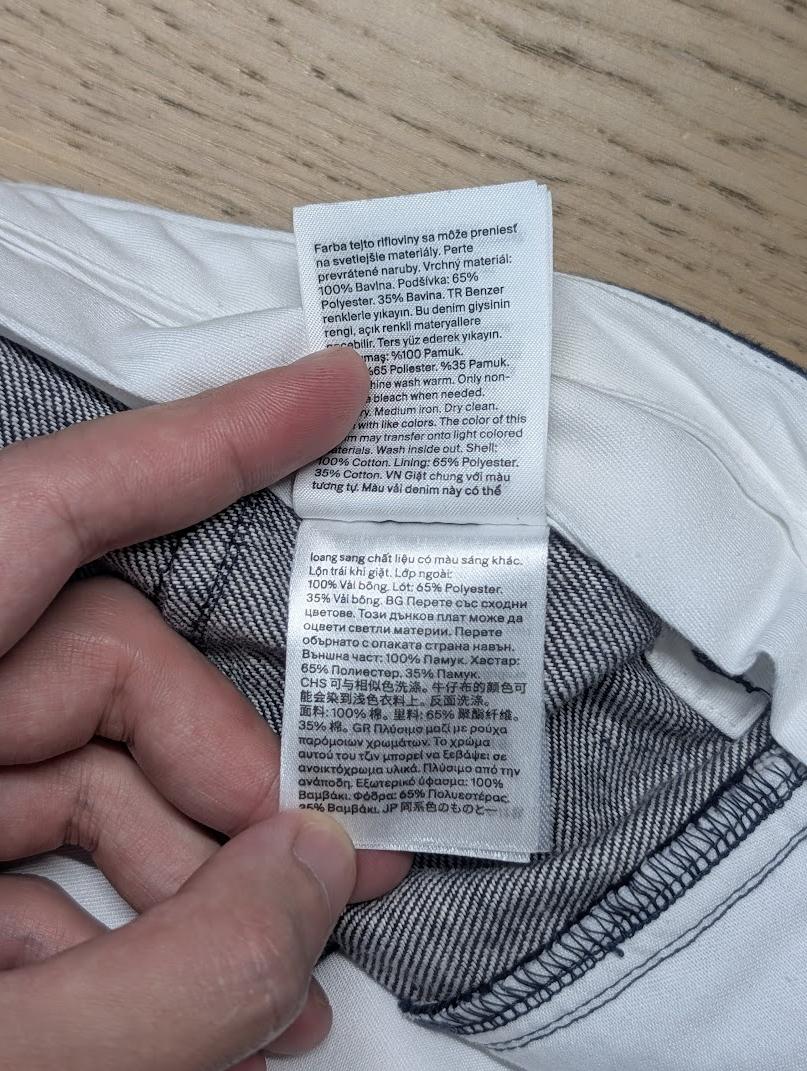 Farba tejto rifloviny sa môže preniesť
na svetlejšie materiály. Perte
prevrátené naruby. Vrchný materiál:
100% Bavlna. Podšívka: 65%
Polyester. 35% Bavlna. TR Benzer
renklerle yıkayın. Bu denim giysinin
rengi, açık renkli materyallere
Ters yüz ederek yıkayın.
%100 Pamuk.
%65 Poliester. %35 Pamuk.
wash warm. Only non-
bleach when needed.
Medium iron. Dry clean.
with like colors. The color of this
may transfer onto light colored
Wash inside out. Shell:
100% Cotton. Lining: 65% Polyester.
35% Cotton. VN Giặt chung với màu
tương tự. Màu vải denim này có thể
loang sang chất liệu có màu sáng khác.
Lộn trái khi giặt. Lớp ngoài:
100% Vải bông. Lót: 65% Polyester.
35% Vải bông. BG Перете със сходни
цветове. Този дънков плат може да
оцвети светли материи. Перете
обърнато с опаката страна навън.
Външна част: 100% Памук. Хастар:
65% Полиестер. 35% Памук.
CHS 可与相似色洗涤。牛仔布的颜色可
能会染到浅色衣料上。反面洗涤。
面料: 100% 棉。里料: 65% 聚酯纤维。
35% 棉。GR Πλύσιμο μαζί με ρούχα
παρόμοιων χρωμάτων. Το χρώμα
αυτού του τζιν μπορεί να ξεβάψει σε
ανοικτόχρωμα υλικά. Πλύσιμο από την
ανάποδη. Εξωτερικό ύφασμα: 100%
Βαμβάκι. Φόδρα: 65% Πολυεστέρας.
35% Βαμβάκι. JP 同系色のものと一